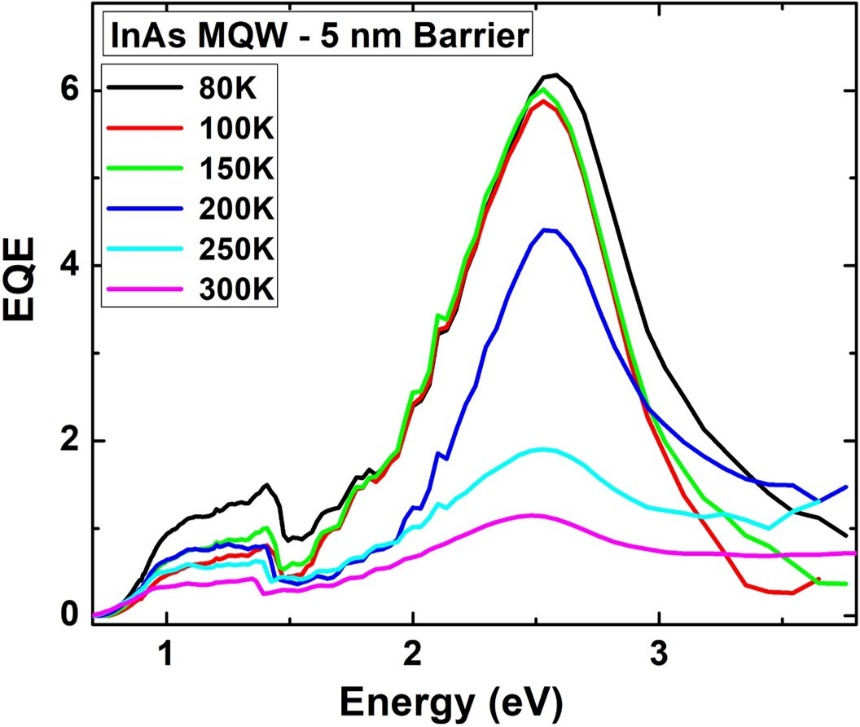 InAs MQW - 5 nm Barrier
80K
100K
150K
200K
250K
300K
EQE
6
4
2
0
1
2
3
Energy (eV)